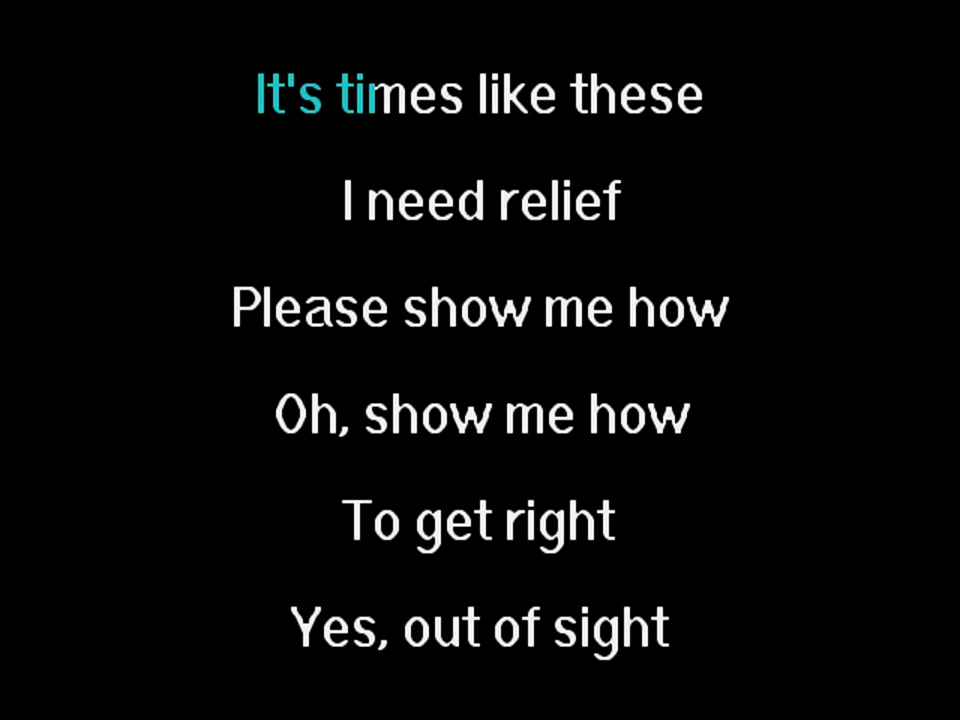 It's times like these
I need relief
Please show me how
Oh, show me how
To get right
Yes, out of sight